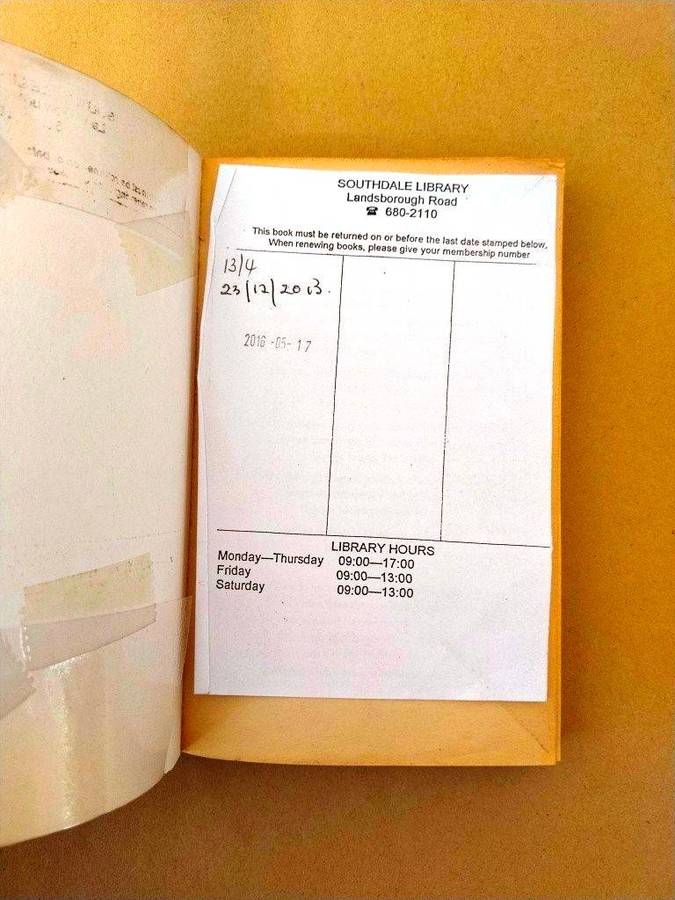 SOUTHDALE LIBRARY
Landsborough Road
☎ 680-2110
This book must be returned on or before the last date stamped below,
When renewing books, please give your membership number
13/4
23/12/2013.
2016 -05- 17
LIBRARY HOURS
Monday—Thursday 09:00—17:00
Friday 09:00—13:00
Saturday 09:00—13:00